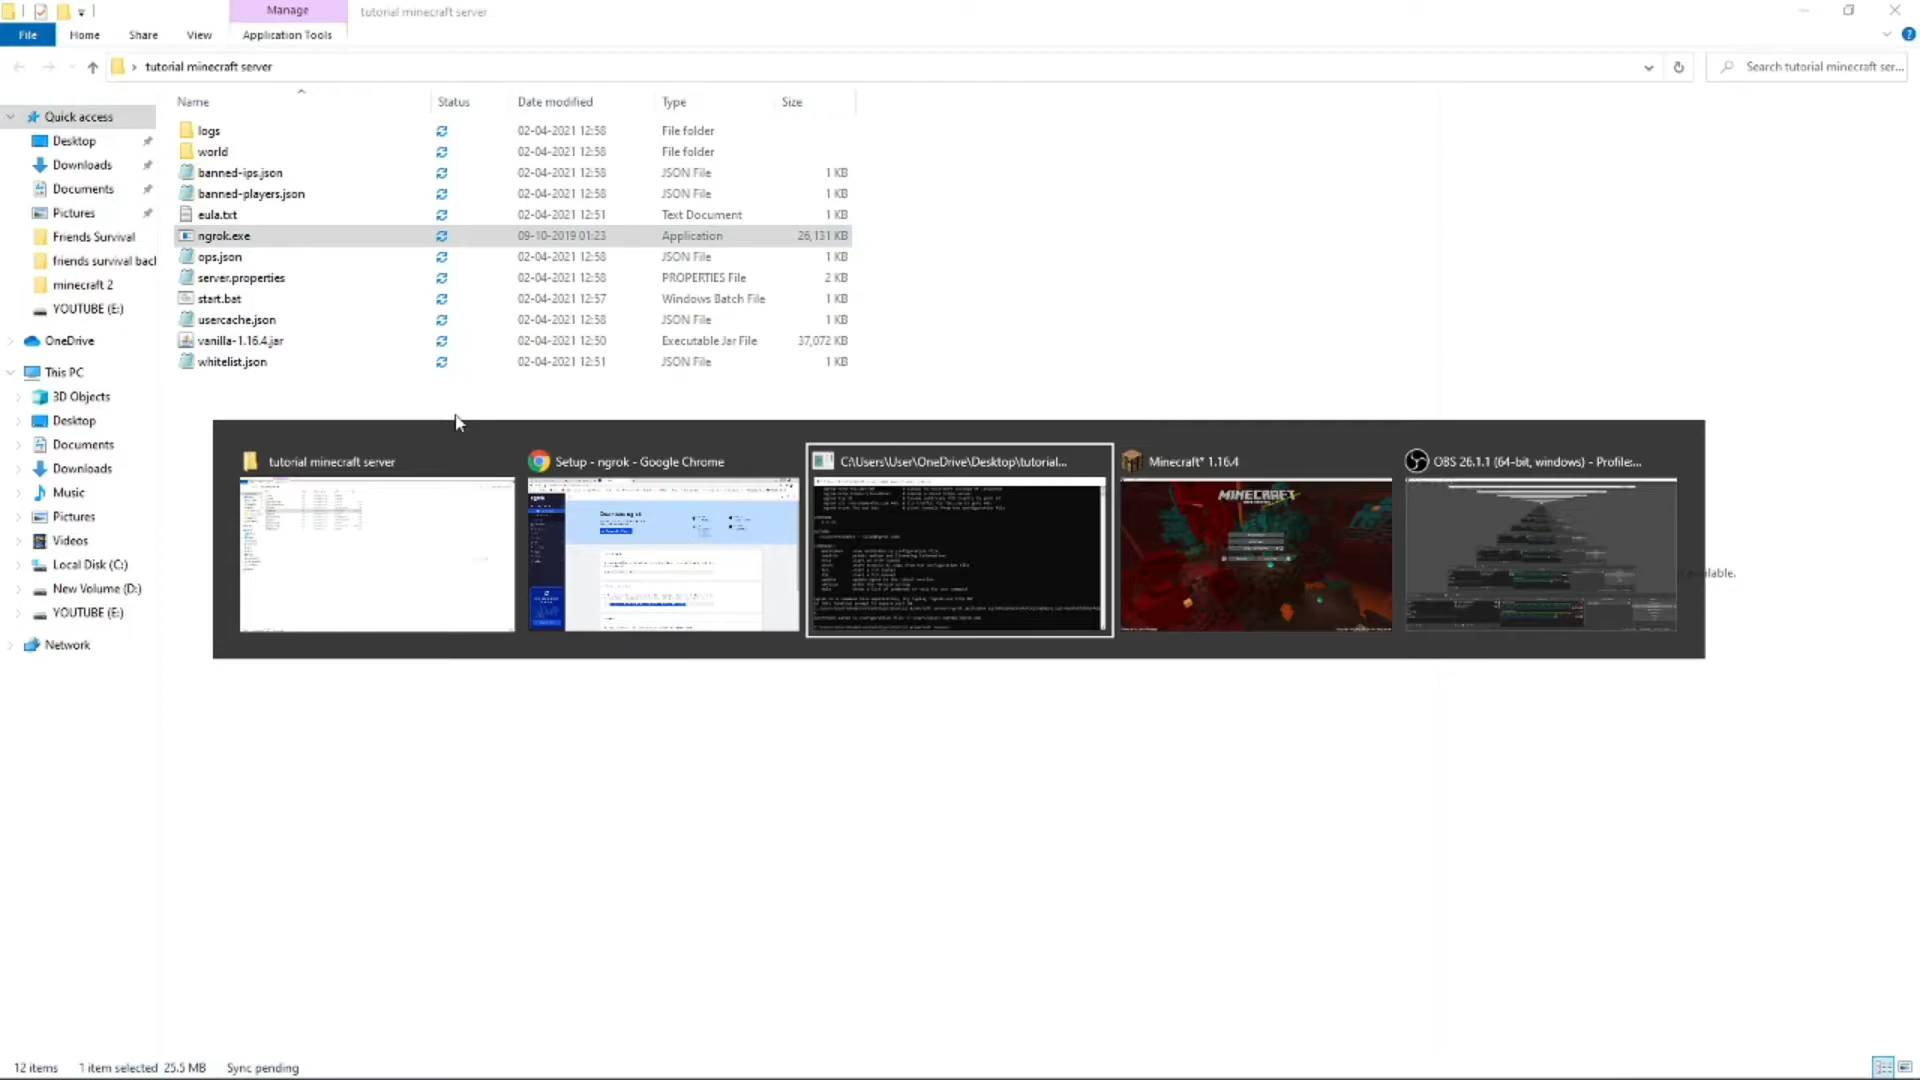 Manage
tutorial minecraft server
File
Home
Share
View
Application Tools
tutorial minecraft server
Search tutorial minecraft ser...
Name
Status
Date modified
Type
Size
Quick access
Desktop
Downloads
Documents
Pictures
Friends Survival
friends survival bacl
minecraft 2
YOUTUBE (E:)
OneDrive
This PC
3D Objects
Desktop
Documents
Downloads
Music
Pictures
Videos
Local Disk (C:)
New Volume (D:)
YOUTUBE (E:)
Network
logs 02-04-2021 12:58 File folder
world 02-04-2021 12:58 File folder
banned-ips.json 02-04-2021 12:58 JSON File 1 KB
banned-players.json 02-04-2021 12:58 JSON File 1 KB
eula.txt 02-04-2021 12:51 Text Document 1 KB
ngrok.exe 09-10-2019 01:23 Application 26,131 KB
ops.json 02-04-2021 12:58 JSON File 1 KB
server.properties 02-04-2021 12:58 PROPERTIES File 2 KB
start.bat 02-04-2021 12:57 Windows Batch File 1 KB
usercache.json 02-04-2021 12:58 JSON File 1 KB
vanilla-1.16.4.jar 02-04-2021 12:50 Executable Jar File 37,072 KB
whitelist.json 02-04-2021 12:51 JSON File 1 KB
tutorial minecraft server
Setup - ngrok - Google Chrome
C:\Users\User\OneDrive\Desktop\tutorial...
Minecraft* 1.16.4
OBS 26.1.1 (64-bit, windows) - Profile:...
MINECRAFT
12 items 1 item selected 25.5 MB Sync pending